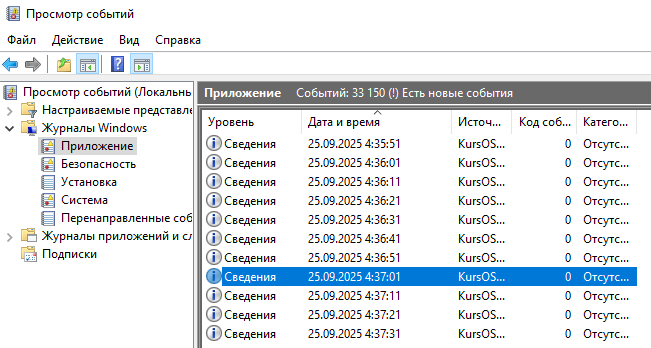 Просмотр событий
Файл Действие Вид Справка
Просмотр событий (Локальнь
Настраиваемые представле
Журналы Windows
Приложение
Безопасность
Установка
Система
Перенаправленные соб
Журналы приложений и сл
Подписки
Приложение Событий: 33 150 (!) Есть новые события
Уровень Дата и время Источ... Код соб... Катего...
Сведения 25.09.2025 4:35:51 KursOS... 0 Отсутс...
Сведения 25.09.2025 4:36:01 KursOS... 0 Отсутс...
Сведения 25.09.2025 4:36:11 KursOS... 0 Отсутс...
Сведения 25.09.2025 4:36:21 KursOS... 0 Отсутс...
Сведения 25.09.2025 4:36:31 KursOS... 0 Отсутс...
Сведения 25.09.2025 4:36:41 KursOS... 0 Отсутс...
Сведения 25.09.2025 4:36:51 KursOS... 0 Отсутс...
Сведения 25.09.2025 4:37:01 KursOS... 0 Отсутс...
Сведения 25.09.2025 4:37:11 KursOS... 0 Отсутс...
Сведения 25.09.2025 4:37:21 KursOS... 0 Отсутс...
Сведения 25.09.2025 4:37:31 KursOS... 0 Отсутс...